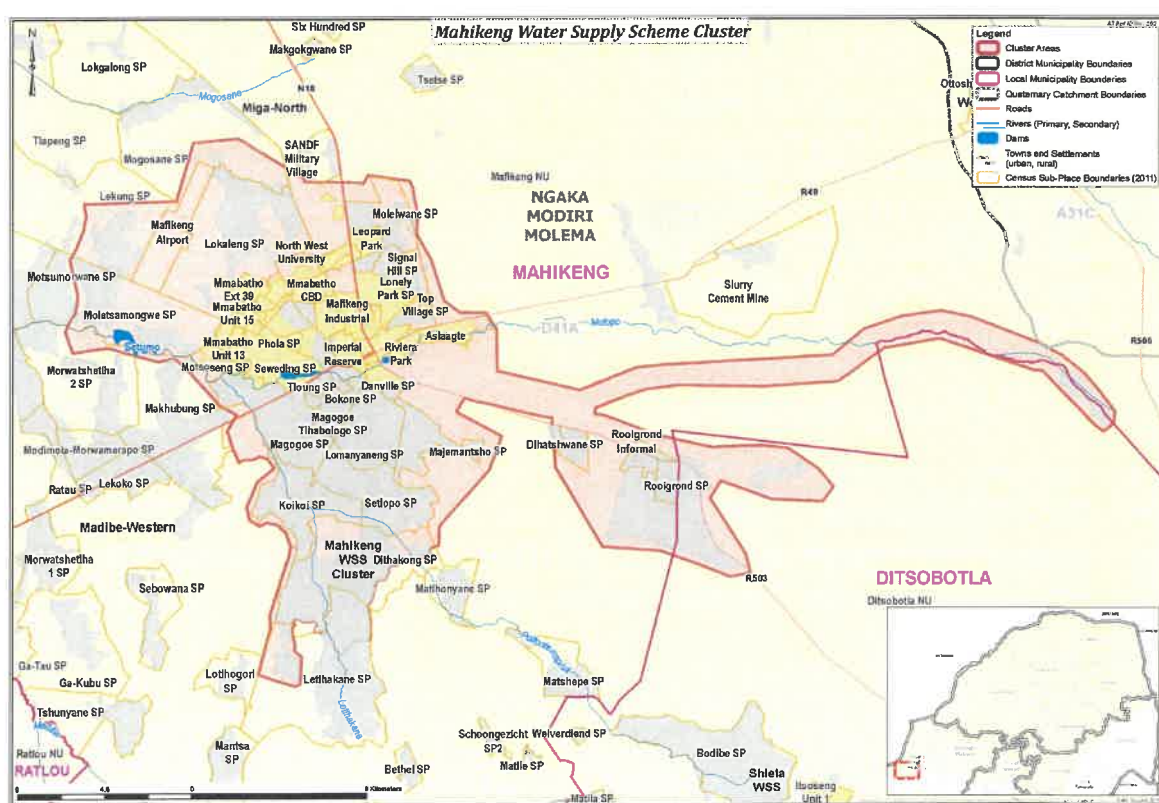 Mahikeng Water Supply Scheme Cluster
Legend
Cluster Areas
District Municipality Boundaries
Local Municipality Boundaries
Quaternary Catchment Boundaries
Roads
Rivers (Primary, Secondary)
Dams
Towns and Settlements
(urban, rural)
Census Sub-Place Boundaries (2011)
N
Six Hundred SP
Makgokgwane SP
Lokgalong SP
Tsetse SP
Mogosane
N18
Miga-North
Tlapeng SP
Mogosane SP
SANDF
Military
Village
Mafikeng NU
Lekung SP
NGAKA
MODIRI
MOLEMA
R49
A31C
Mafikeng
Airport
Lokaleng SP
North West
University
Molelwane SP
Leopard
Park
Signal
Hill SP
MAHIKENG
Motsumorwane SP
Mmabatho
Ext 39
Mmabatho
CBD
Lonely
Park SP
Top
Village SP
Slurry
Cement Mine
Mmabatho
Unit 15
Mafikeng
Industrial
Moletsamongwe SP
D41A
Molopo
Aslaagte
Setumo
Mmabatho
Unit 13
Phola SP
Imperial
Reserve
Riviera
Park
Motsoseng SP
Seweding SP
Morwatshetlha
2 SP
Tloung SP
Danville SP
Bokone SP
Makhubung SP
Magogoe
Tlhabologo SP
Magogoe SP
Lomanyaneng SP
Majemantsho SP
Dihatshwane SP
Rooigrond
Informal
Modimola-Morwamarapo SP
Ratau SP
Lekoko SP
Rooigrond SP
Koikoi SP
Setlopo SP
Madibe-Western
Mahikeng
WSS
Cluster
Dithakong SP
Morwatshetlha
1 SP
Sebowana SP
Matlhonyane SP
R503
DITSOBOTLA
Ditsobotla NU
Ga-Tau SP
Ga-Kubu SP
Lotlhogori
SP
Letlhakane SP
Matshepe SP
Tshunyane SP
Ratlou NU
RATLOU
Mantsa
SP
Bethel SP
Schoongezicht
SP2
Welverdiend SP
Matile SP
Bodibe SP
Shiela
WSS
Itsoseng
Unit 1
Kilometers